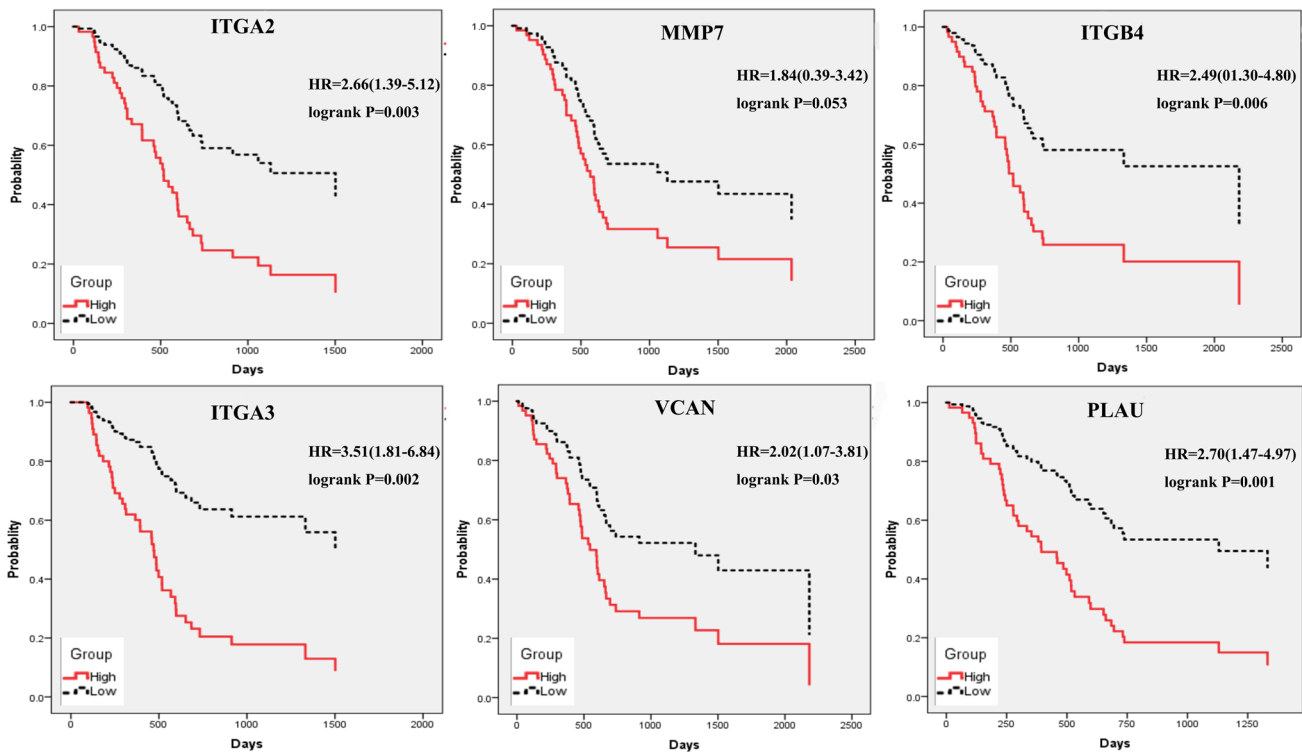 ITGA2
HR=2.66(1.39-5.12)
logrank P=0.003
Probablity
1.0
0.8
0.6
0.4
0.2
0.0
Group
High
Low
0 500 1000 1500 2000
Days
MMP7
HR=1.84(0.39-3.42)
logrank P=0.053
Probablity
1.0
0.8
0.6
0.4
0.2
0.0
Group
High
Low
0 500 1000 1500 2000 2500
Days
ITGB4
HR=2.49(01.30-4.80)
logrank P=0.006
Probablity
1.0
0.8
0.6
0.4
0.2
0.0
Group
High
Low
0 500 1000 1500 2000 2500
Days
ITGA3
HR=3.51(1.81-6.84)
logrank P=0.002
Probablity
1.0
0.8
0.6
0.4
0.2
0.0
Group
High
Low
0 500 1000 1500 2000
Days
VCAN
HR=2.02(1.07-3.81)
logrank P=0.03
Probablity
1.0
0.8
0.6
0.4
0.2
0.0
Group
High
Low
0 500 1000 1500 2000 2500
Days
PLAU
HR=2.70(1.47-4.97)
logrank P=0.001
Probablity
1.0
0.8
0.6
0.4
0.2
0.0
Group
High
Low
0 250 500 750 1000 1250
Days